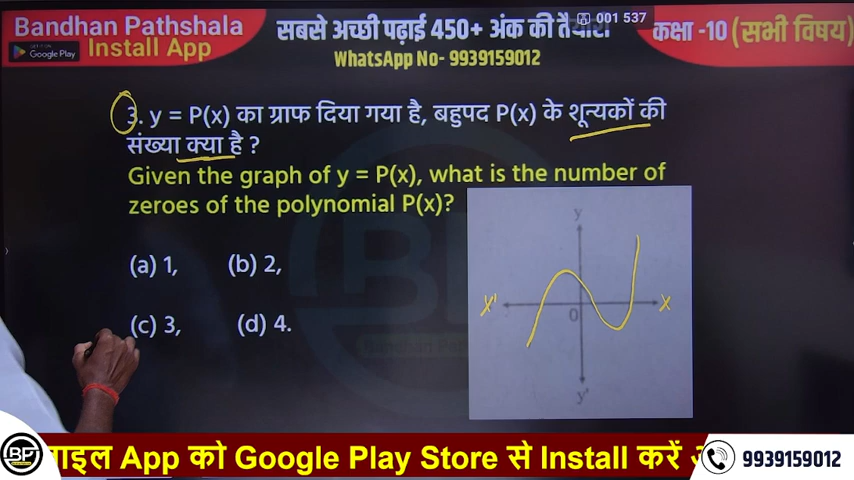 Bandhan Pathshala
GET IT ON
Google Play
Install App
सबसे अच्छी पढ़ाई 450+ अंक की तैयारी
001 537
WhatsApp No- 9939159012
कक्षा -10 (सभी विषय)
3. y = P(x) का ग्राफ दिया गया है, बहुपद P(x) के शून्यकों की
संख्या क्या है ?
Given the graph of y = P(x), what is the number of
zeroes of the polynomial P(x)?
(a) 1, (b) 2,
(c) 3, (d) 4.
y
X' 0 X
y'
BPT
App को Google Play Store से Install करें
9939159012